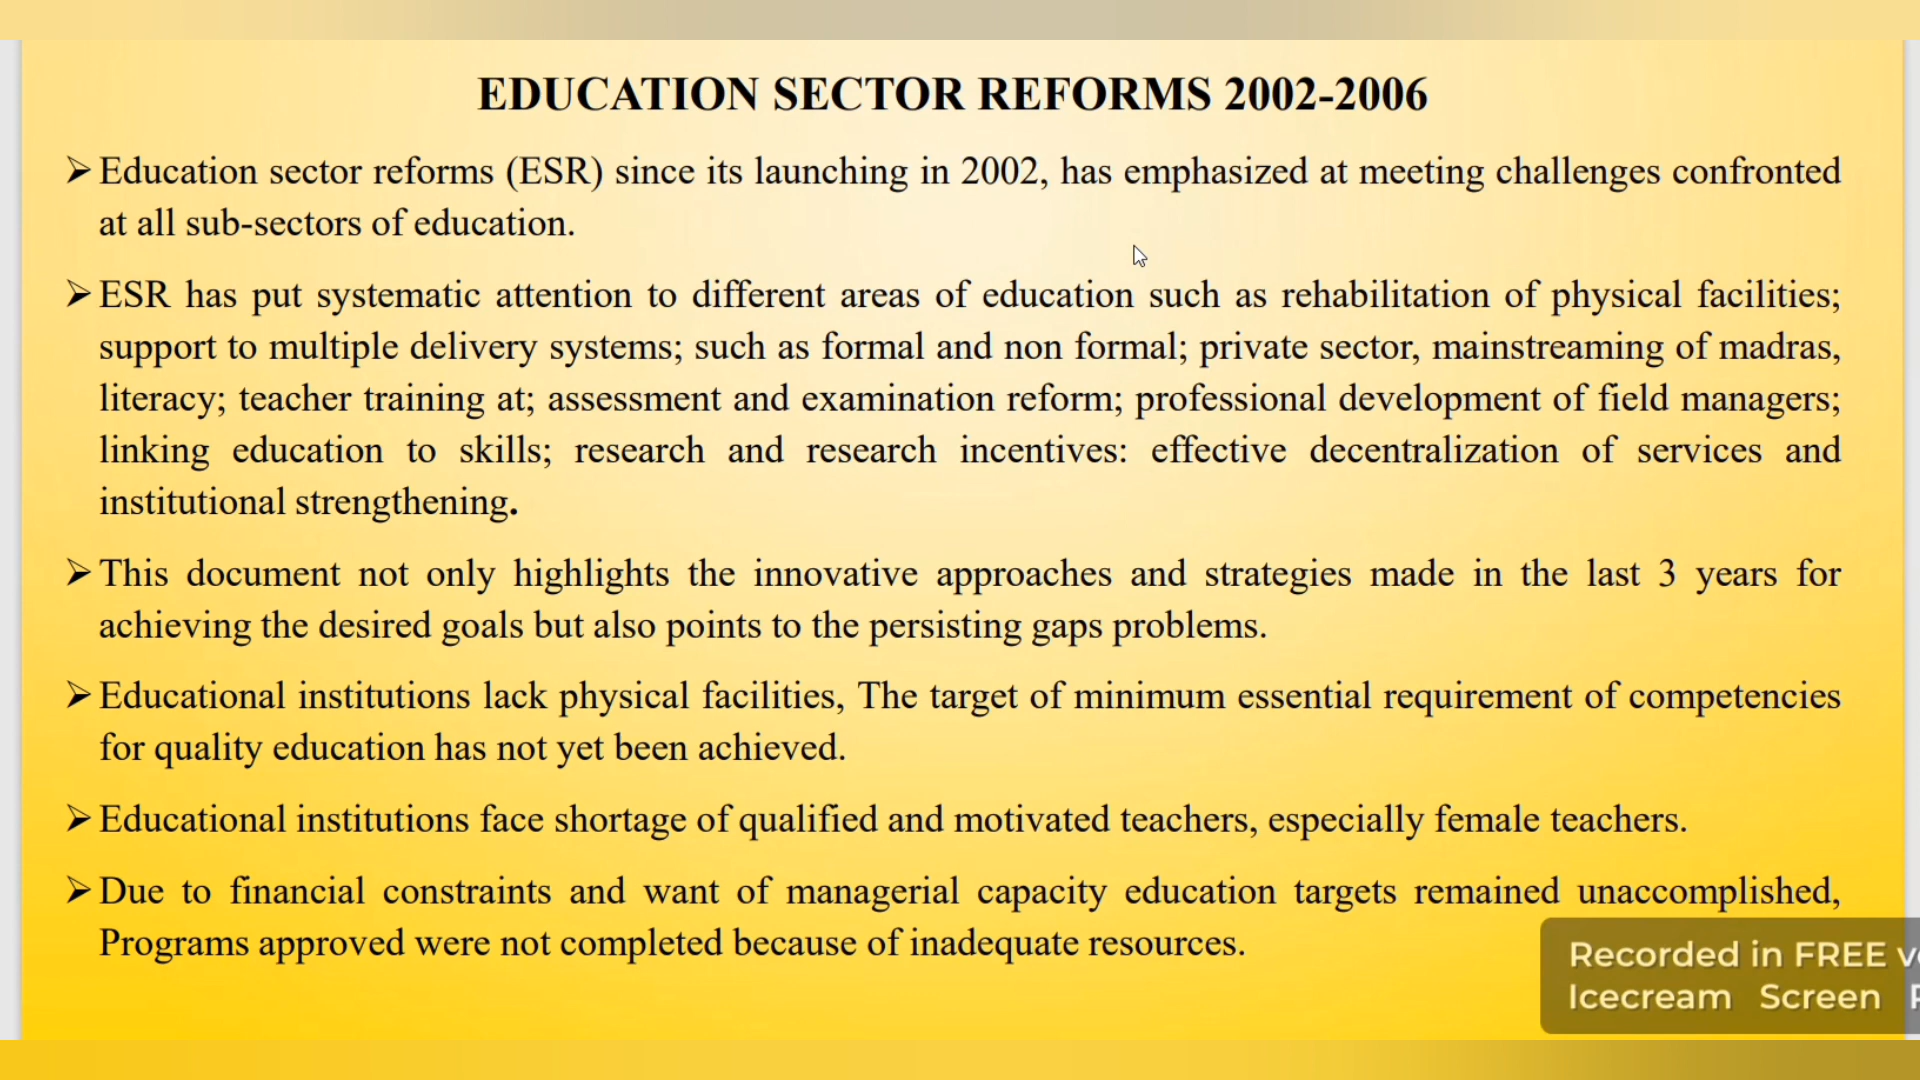 EDUCATION SECTOR REFORMS 2002-2006
➢ Education sector reforms (ESR) since its launching in 2002, has emphasized at meeting challenges confronted
at all sub-sectors of education.
➢ ESR has put systematic attention to different areas of education such as rehabilitation of physical facilities;
support to multiple delivery systems; such as formal and non formal; private sector, mainstreaming of madras,
literacy; teacher training at; assessment and examination reform; professional development of field managers;
linking education to skills; research and research incentives: effective decentralization of services and
institutional strengthening.
➢ This document not only highlights the innovative approaches and strategies made in the last 3 years for
achieving the desired goals but also points to the persisting gaps problems.
➢ Educational institutions lack physical facilities, The target of minimum essential requirement of competencies
for quality education has not yet been achieved.
➢ Educational institutions face shortage of qualified and motivated teachers, especially female teachers.
➢ Due to financial constraints and want of managerial capacity education targets remained unaccomplished,
Programs approved were not completed because of inadequate resources.
Recorded in FREE
Icecream Screen